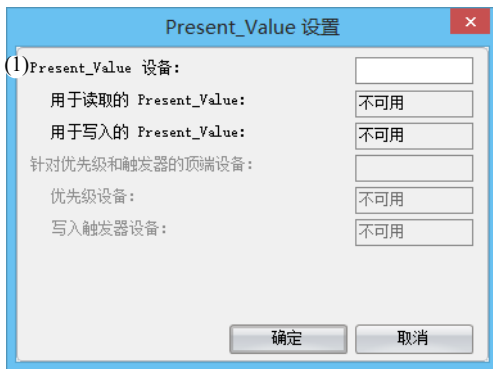 Present_Value 设置
(1)Present_Value 设备:
用于读取的 Present_Value: 不可用
用于写入的 Present_Value: 不可用
针对优先级和触发器的顶端设备:
优先级设备: 不可用
写入触发器设备: 不可用
确定 取消